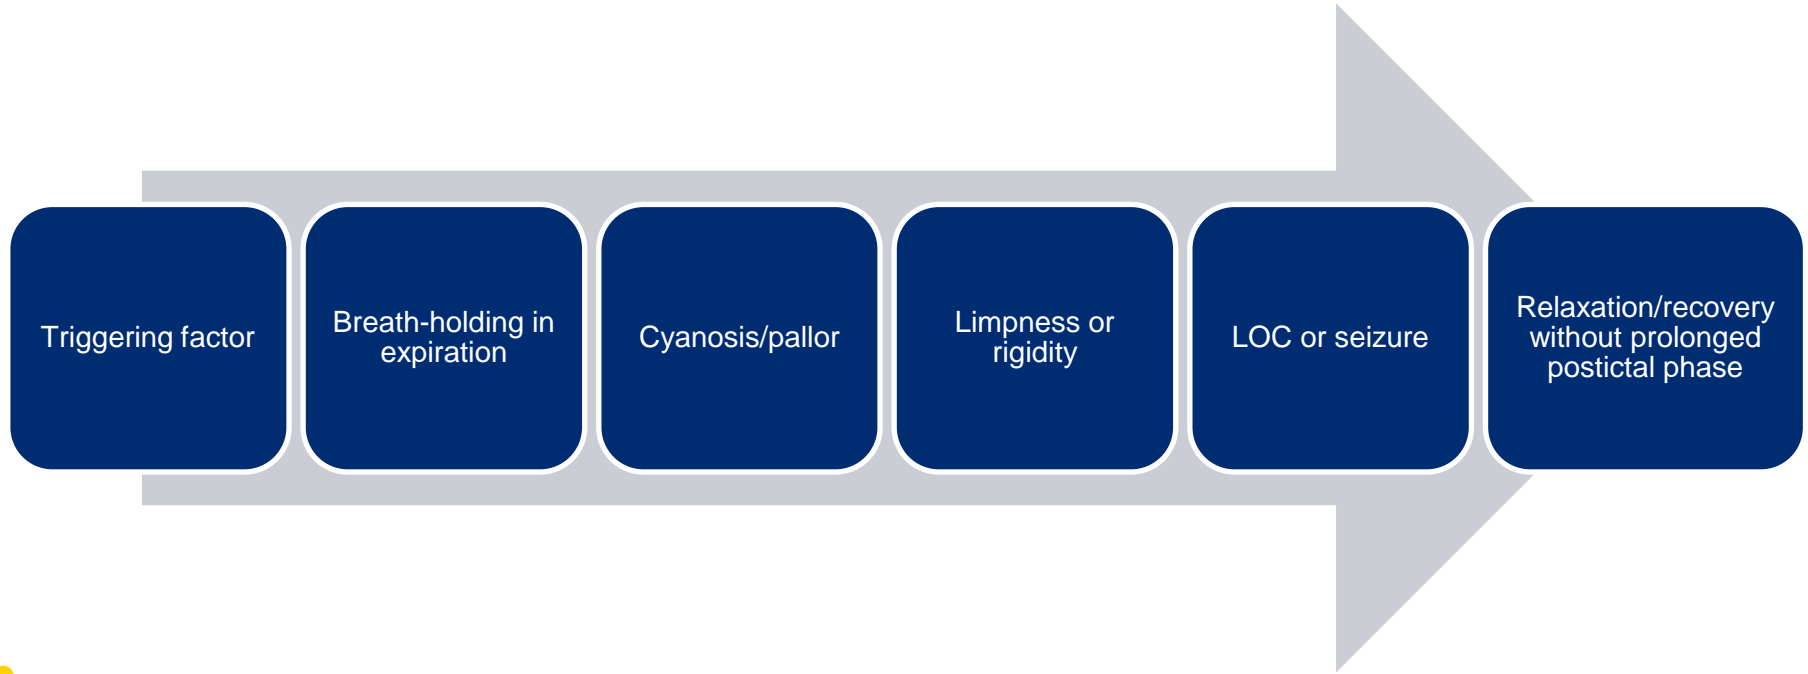 Triggering factor
Breath-holding in
expiration
Cyanosis/pallor
Limpness or
rigidity
LOC or seizure
Relaxation/recovery
without prolonged
postictal phase